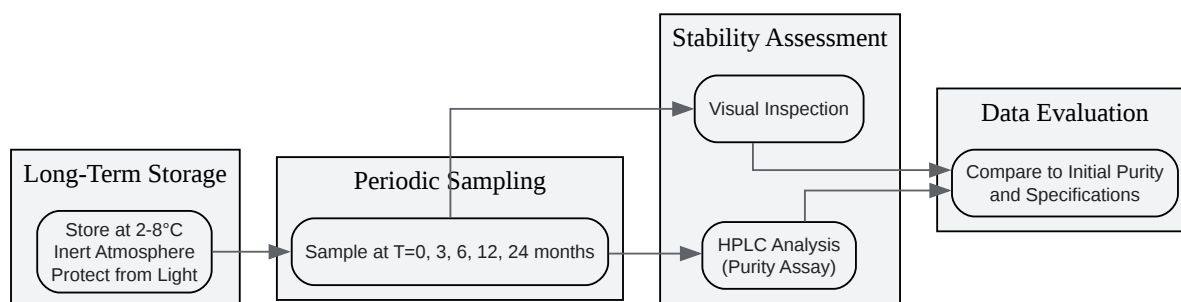 Long-Term Storage
Store at 2-8°C
Inert Atmosphere
Protect from Light
Periodic Sampling
Sample at T=0, 3, 6, 12, 24 months
Stability Assessment
Visual Inspection
HPLC Analysis
(Purity Assay)
Data Evaluation
Compare to Initial Purity
and Specifications